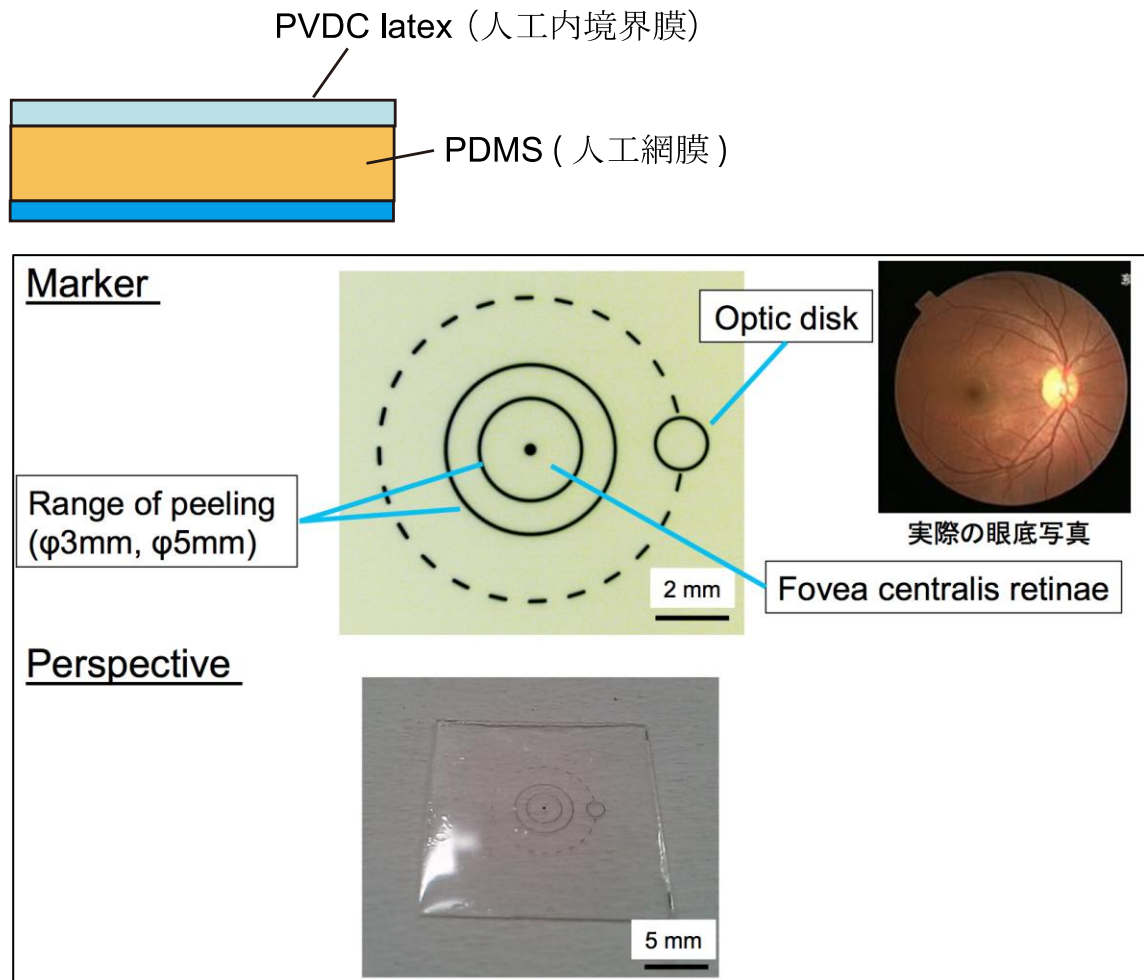 PVDC latex（人工内境界膜）
PDMS ( 人工網膜 )
Marker
Optic disk
Range of peeling
(φ3mm, φ5mm)
実際の眼底写真
2 mm
Fovea centralis retinae
Perspective
5 mm